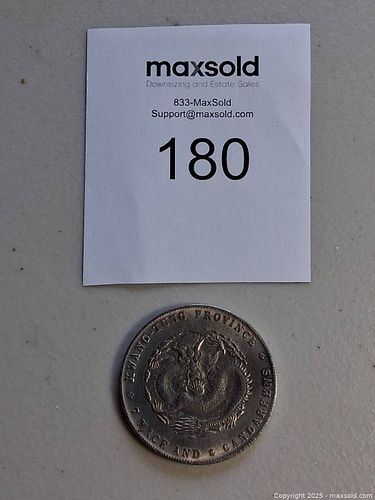 maxsold
Downsizing and Estate Sales
833-MaxSold
Support@maxsold.com
180
KWANG-TUNG PROVINCE
7 MACE AND 2 CANDAREENS
Copyright 2025 - maxsold.com